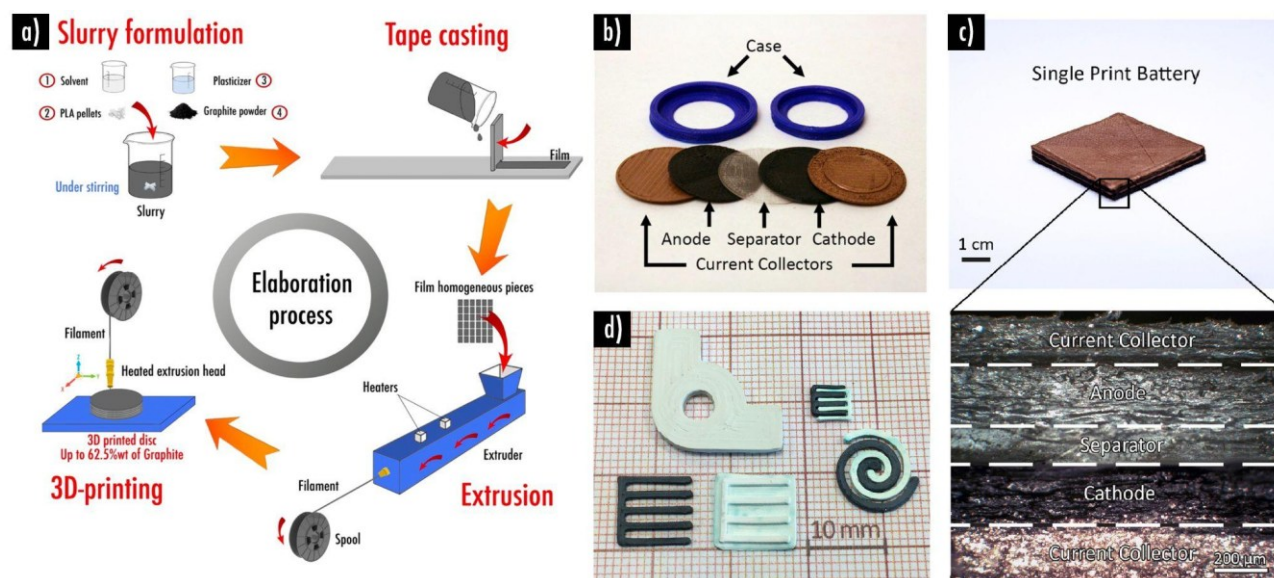 a)
Slurry formulation
1 Solvent
Plasticizer 3
2 PLA pellets
Graphite powder 4
Under stirring
Slurry
Tape casting
Film
Film homogeneous pieces
Elaboration
process
Heaters
Extruder
Extrusion
Filament
Spool
Filament
Heated extrusion head
Z
Y
X
3D printed disc
Up to 62.5%wt of Graphite
3D-printing
b)
Case
Anode Separator Cathode
Current Collectors
c)
Single Print Battery
1 cm
Current Collector
Anode
Separator
Cathode
Current Collector
200 µm
d)
10 mm